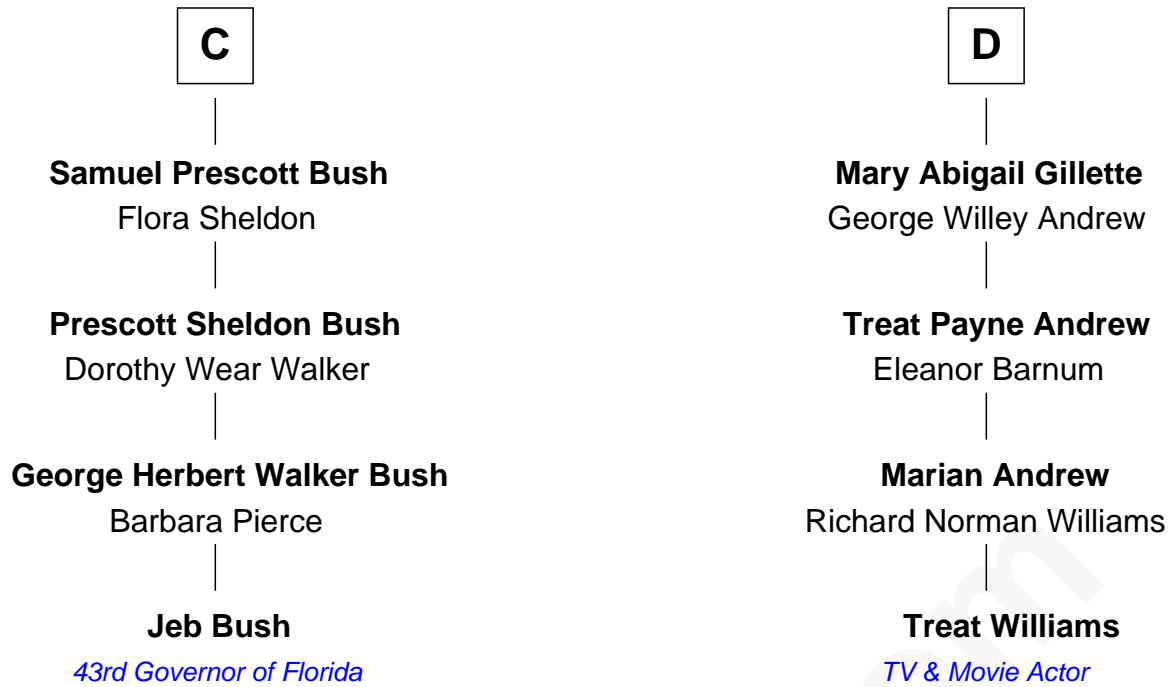 C
Samuel Prescott Bush
Flora Sheldon
Prescott Sheldon Bush
Dorothy Wear Walker
George Herbert Walker Bush
Barbara Pierce
Jeb Bush
43rd Governor of Florida
D
Mary Abigail Gillette
George Willey Andrew
Treat Payne Andrew
Eleanor Barnum
Marian Andrew
Richard Norman Williams
Treat Williams
TV & Movie Actor